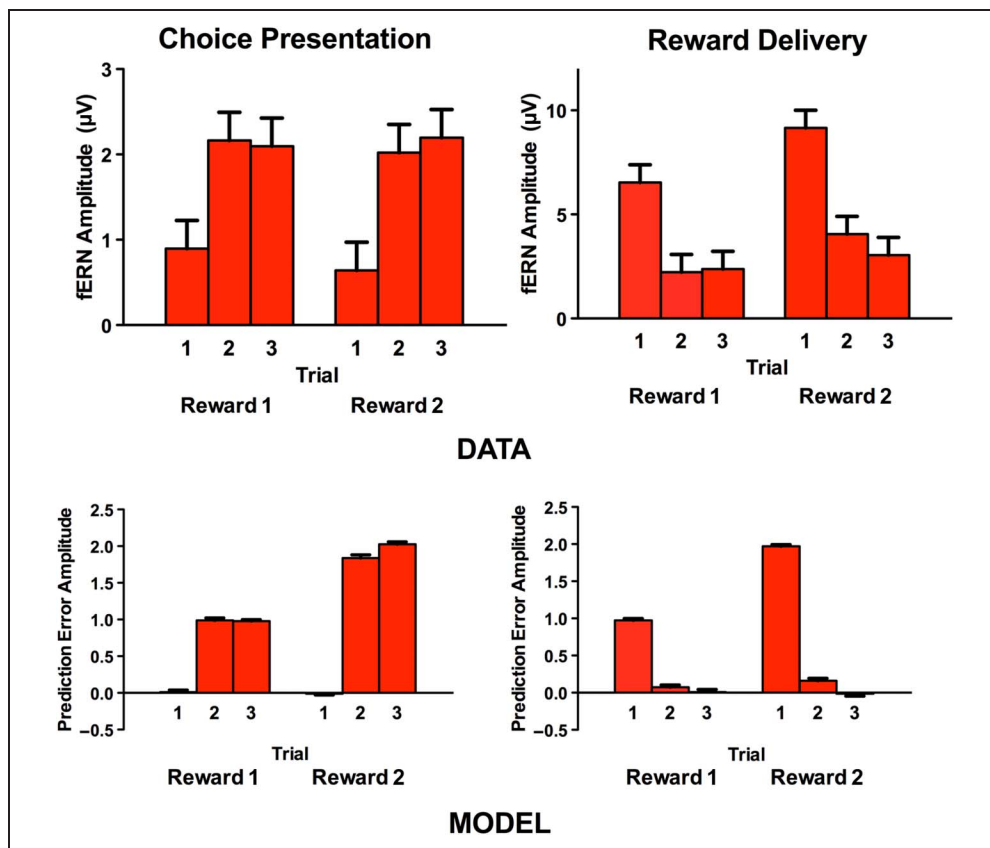 Choice Presentation
fERN Amplitude (µV)
3
2
1
0
1 2 3 1 2 3
Trial
Reward 1 Reward 2
Reward Delivery
fERN Amplitude (µV)
10
5
0
1 2 3 1 2 3
Trial
Reward 1 Reward 2
DATA
Prediction Error Amplitude
2.5
2.0
1.5
1.0
0.5
0.0
–0.5
1 2 3 1 2 3
Trial
Reward 1 Reward 2
Prediction Error Amplitude
2.5
2.0
1.5
1.0
0.5
0.0
–0.5
1 2 3 1 2 3
Trial
Reward 1 Reward 2
MODEL